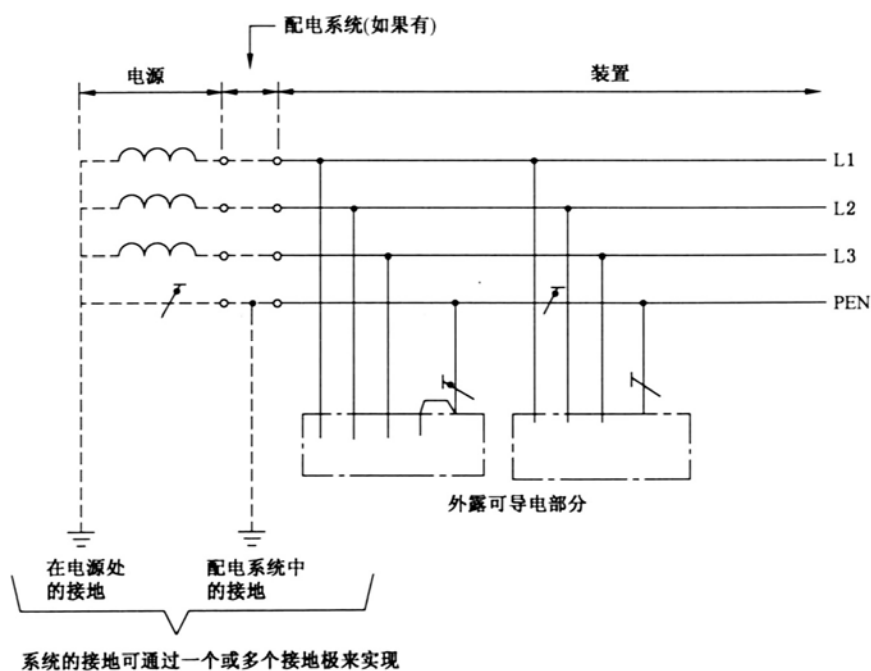 配电系统(如果有)
电源
装置
L1
L2
L3
PEN
外露可导电部分
在电源处
的接地
配电系统中
的接地
系统的接地可通过一个或多个接地极来实现